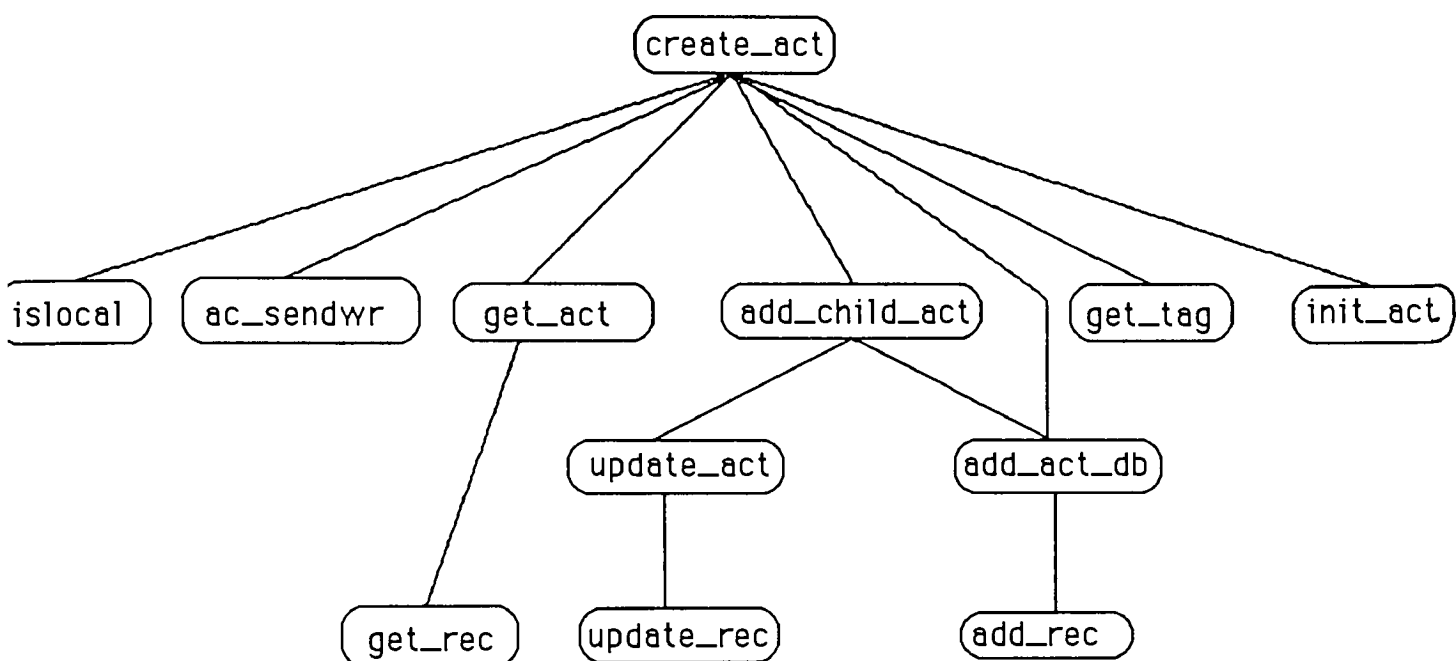 create_act
islocal
ac_sendwr
get_act
add_child_act
get_tag
init_act
update_act
add_act_db
get_rec
update_rec
add_rec